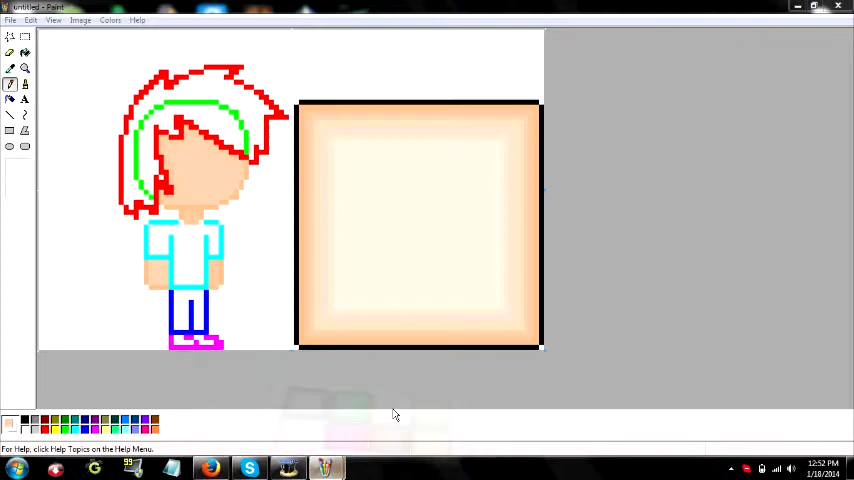 untitled - Paint
File Edit View Image Colors Help
A
For Help, click Help Topics on the Help Menu.
99
12:52 PM
1/18/2014